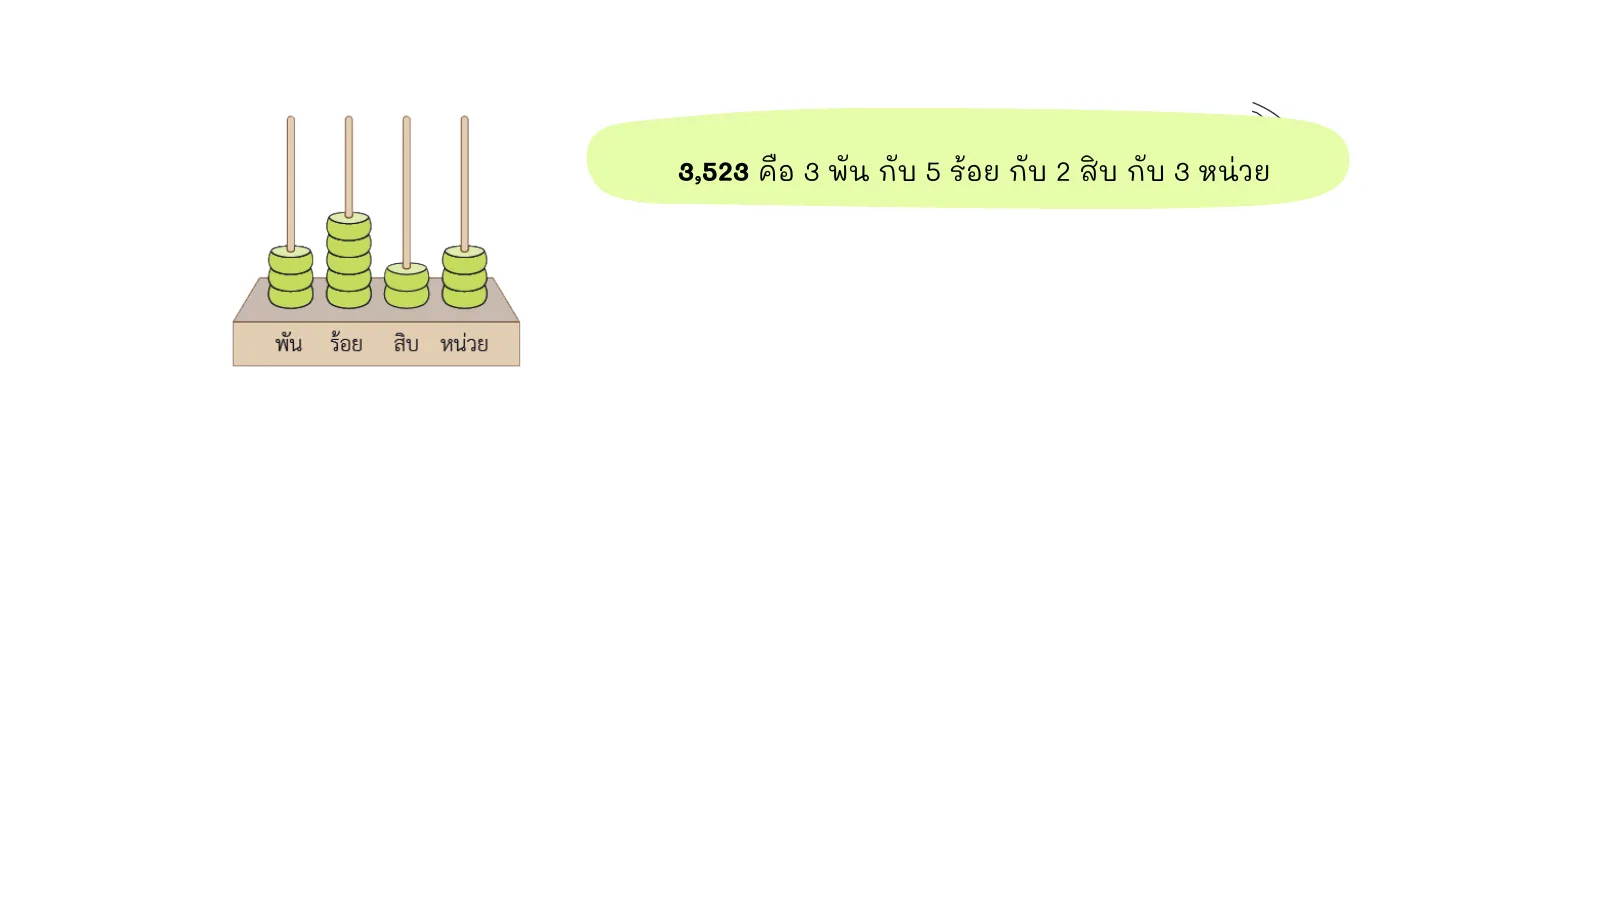 3,523 คือ 3 พัน กับ 5 ร้อย กับ 2 สิบ กับ 3 หน่วย
พัน ร้อย สิบ หน่วย